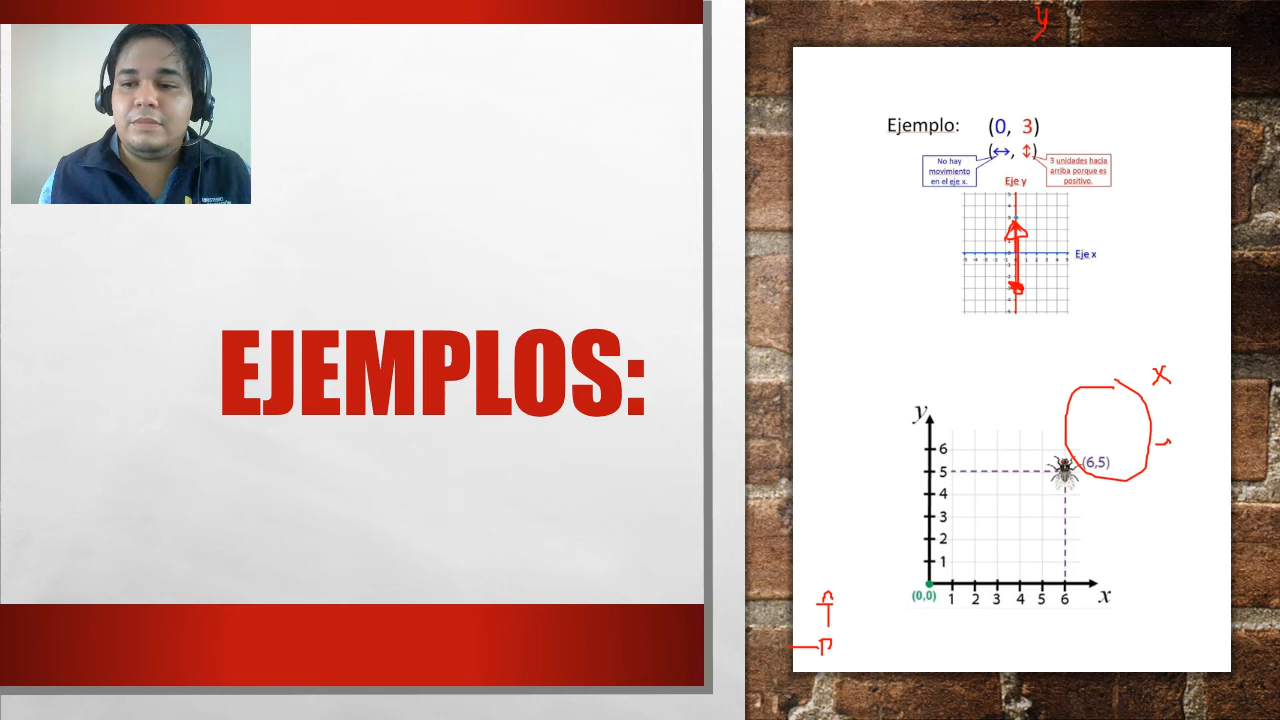 EJEMPLOS:
y
Ejemplo: (0, 3)
(↔, ↕)
No hay
movimiento
en el eje x.
3 unidades hacia
arriba porque es
positivo.
Eje y
Eje x
x
y
6
5
4
3
2
1
(6,5)
(0,0)
1 2 3 4 5 6
x